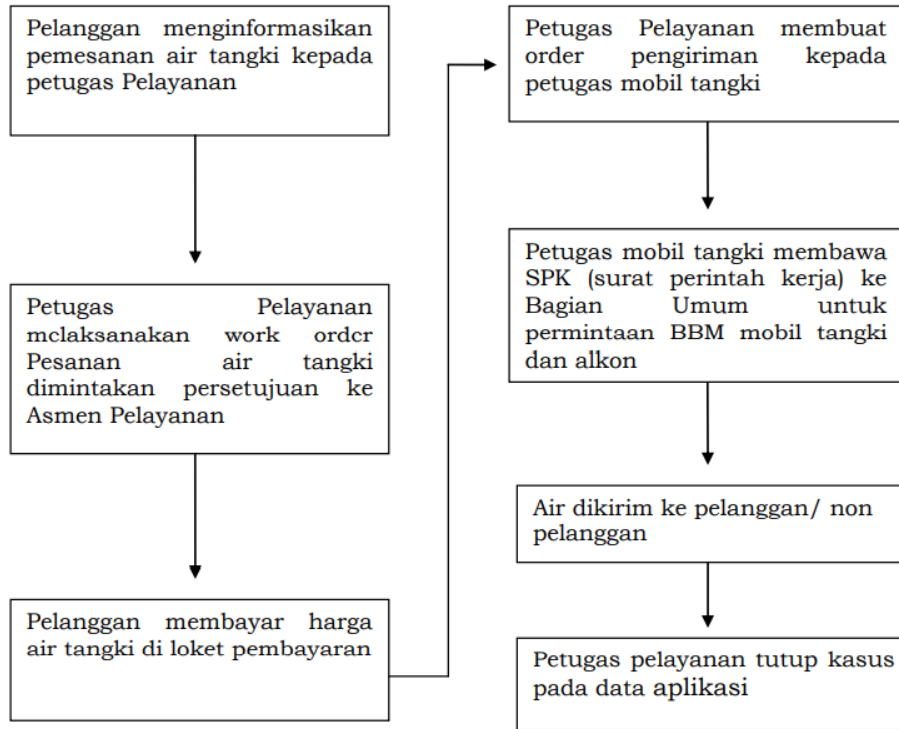 Pelanggan menginformasikan
pemesanan air tangki kepada
petugas Pelayanan
Petugas Pelayanan
mclaksanakan work ordcr
Pesanan air tangki
dimintakan persetujuan ke
Asmen Pelayanan
Pelanggan membayar harga
air tangki di loket pembayaran
Petugas Pelayanan membuat
order pengiriman kepada
petugas mobil tangki
Petugas mobil tangki membawa
SPK (surat perintah kerja) ke
Bagian Umum untuk
permintaan BBM mobil tangki
dan alkon
Air dikirim ke pelanggan/ non
pelanggan
Petugas pelayanan tutup kasus
pada data aplikasi